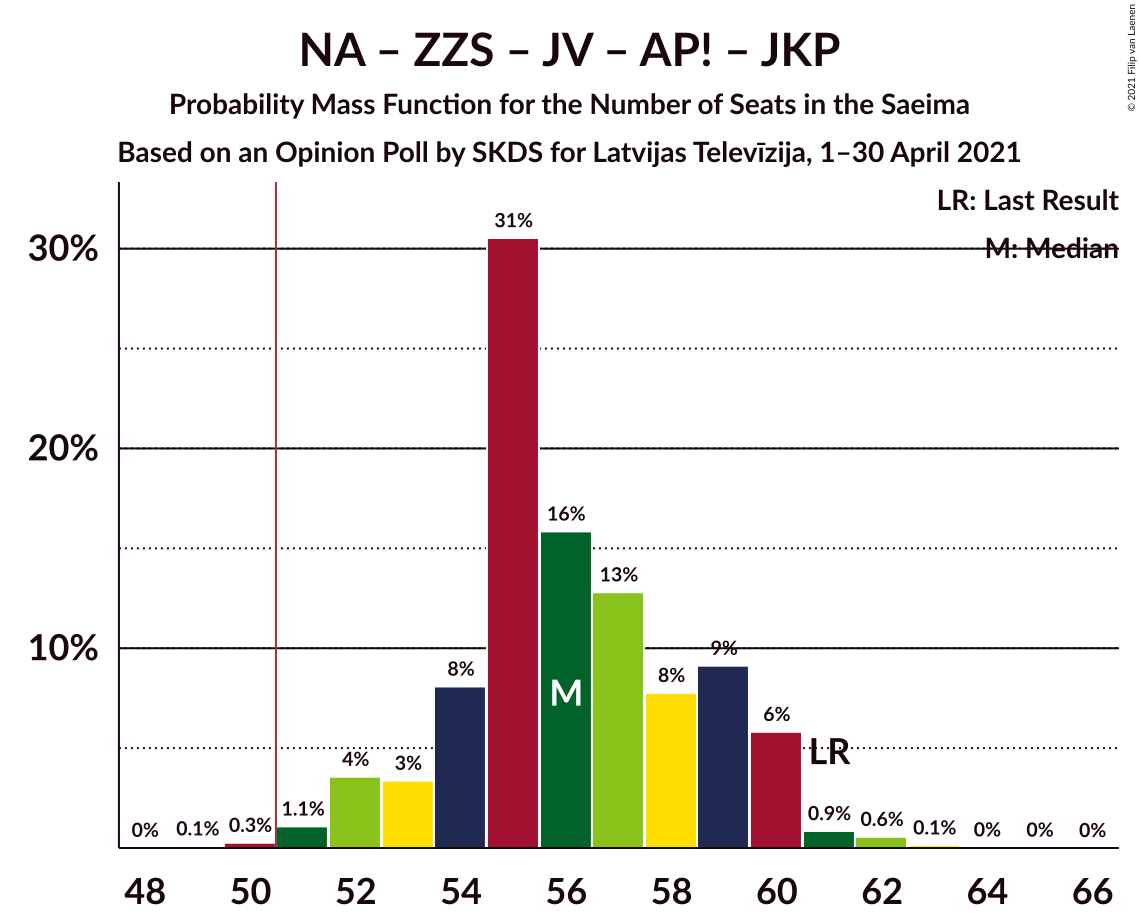 NA – ZZS – JV – AP! – JKP
Probability Mass Function for the Number of Seats in the Saeima
Based on an Opinion Poll by SKDS for Latvijas Televīzija, 1–30 April 2021
© 2021 Filip van Laenen
LR: Last Result
M: Median
30%
20%
10%
0%
0.1%
0.3%
1.1%
4%
3%
8%
31%
16%
13%
8%
9%
6%
0.9%
0.6%
0.1%
0%
0%
0%
M
LR
48 50 52 54 56 58 60 62 64 66